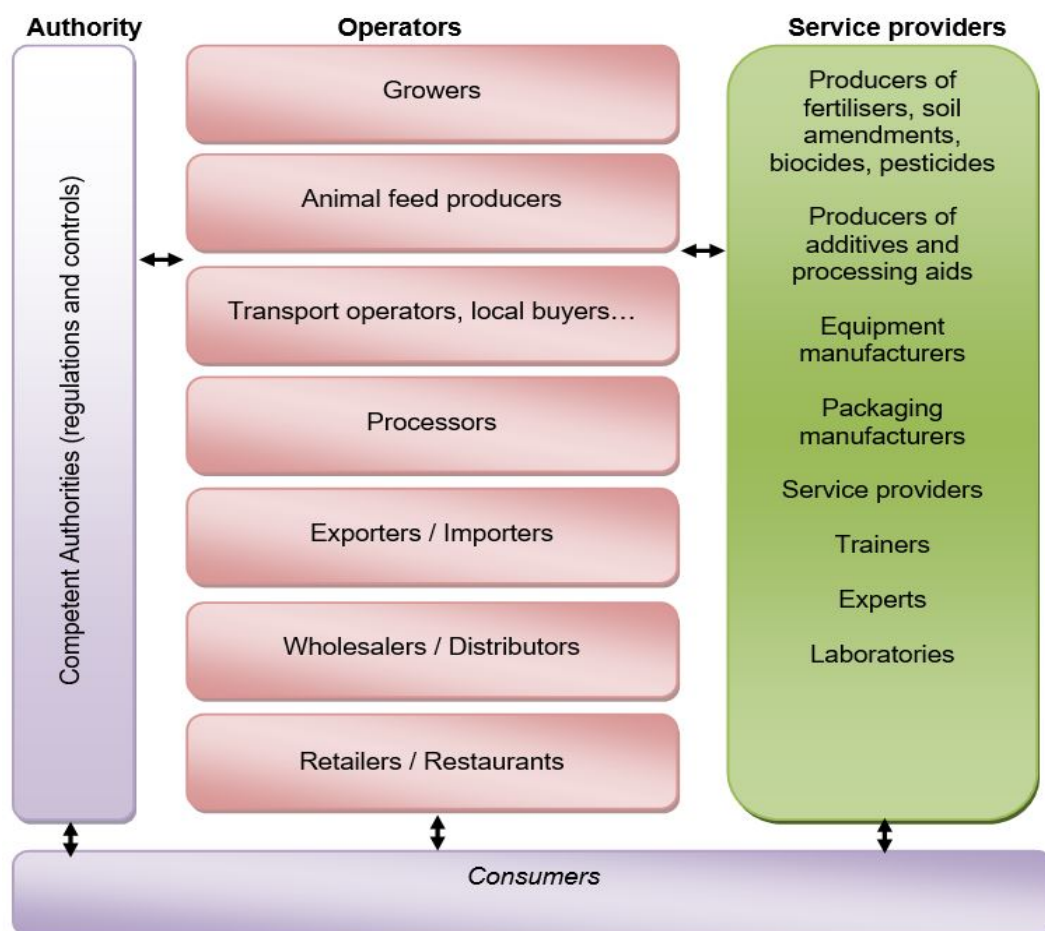 Authority
Operators
Service providers
Competent Authorities (regulations and controls)
Growers
Animal feed producers
Transport operators, local buyers…
Processors
Exporters / Importers
Wholesalers / Distributors
Retailers / Restaurants
Producers of
fertilisers, soil
amendments,
biocides, pesticides
Producers of
additives and
processing aids
Equipment
manufacturers
Packaging
manufacturers
Service providers
Trainers
Experts
Laboratories
Consumers